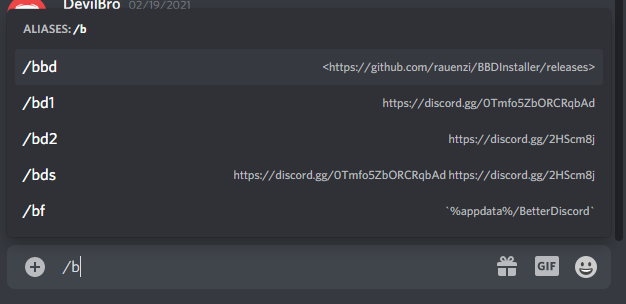 DevilBro 02/19/2021
ALIASES: /b
/bbd <https://github.com/rauenzi/BBDInstaller/releases>
/bd1 https://discord.gg/0Tmfo5ZbORCRqbAd
/bd2 https://discord.gg/2HScm8j
/bds https://discord.gg/0Tmfo5ZbORCRqbAd https://discord.gg/2HScm8j
/bf `%appdata%/BetterDiscord`
/b GIF